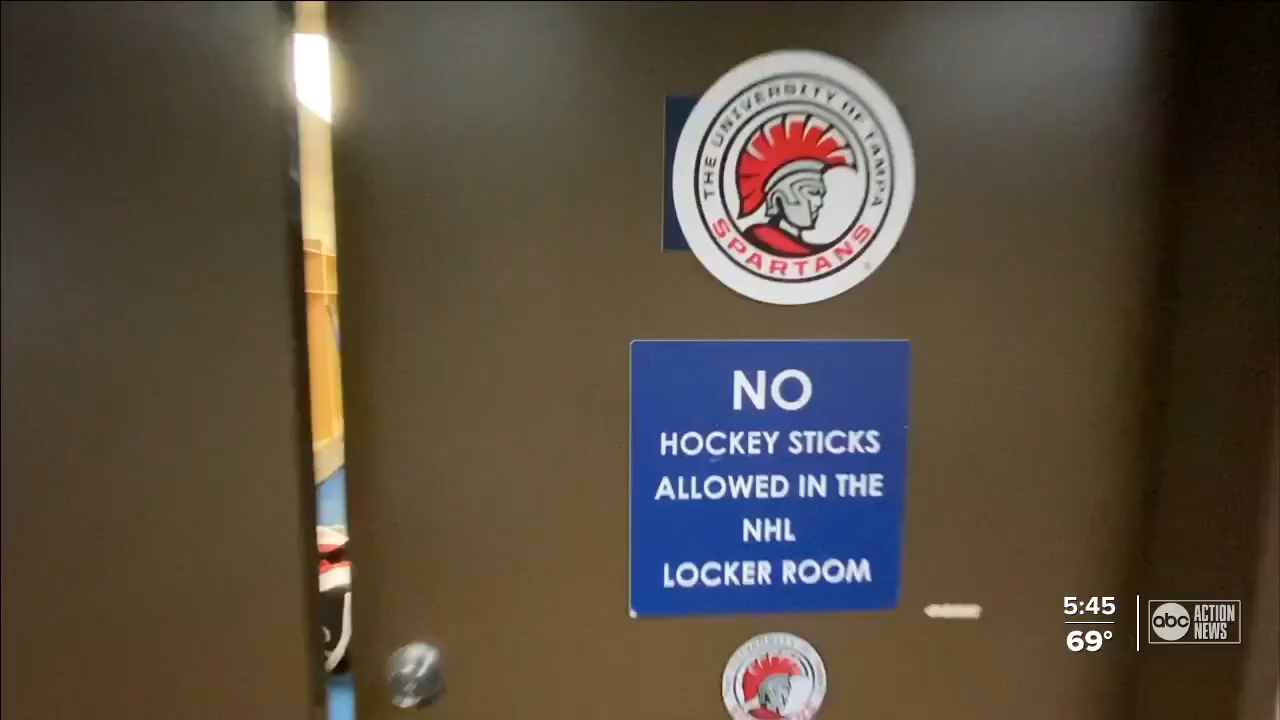 THE UNIVERSITY OF TAMPA
SPARTANS
NO
HOCKEY STICKS
ALLOWED IN THE
NHL
LOCKER ROOM
5:45
69°
abc
ACTION
NEWS